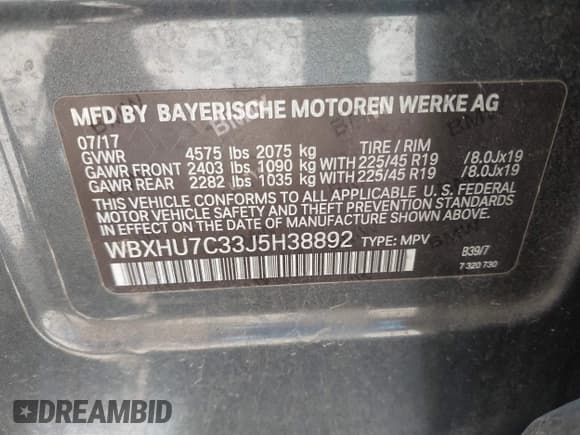 MFD BY BAYERISCHE MOTOREN WERKE AG
07/17
GVWR 4575 lbs 2075 kg TIRE / RIM
GAWR FRONT 2403 lbs 1090 kg WITH 225/45 R19 /8.0Jx19
GAWR REAR 2282 lbs 1035 kg WITH 225/45 R19 /8.0Jx19
THIS VEHICLE CONFORMS TO ALL APPLICABLE U. S. FEDERAL
MOTOR VEHICLE SAFETY AND THEFT PREVENTION STANDARDS
IN EFFECT ON THE DATE OF MANUFACTURE SHOWN ABOVE.
WBXHU7C33J5H38892 TYPE: MPV
B39/7
7 320 730
DREAMBID